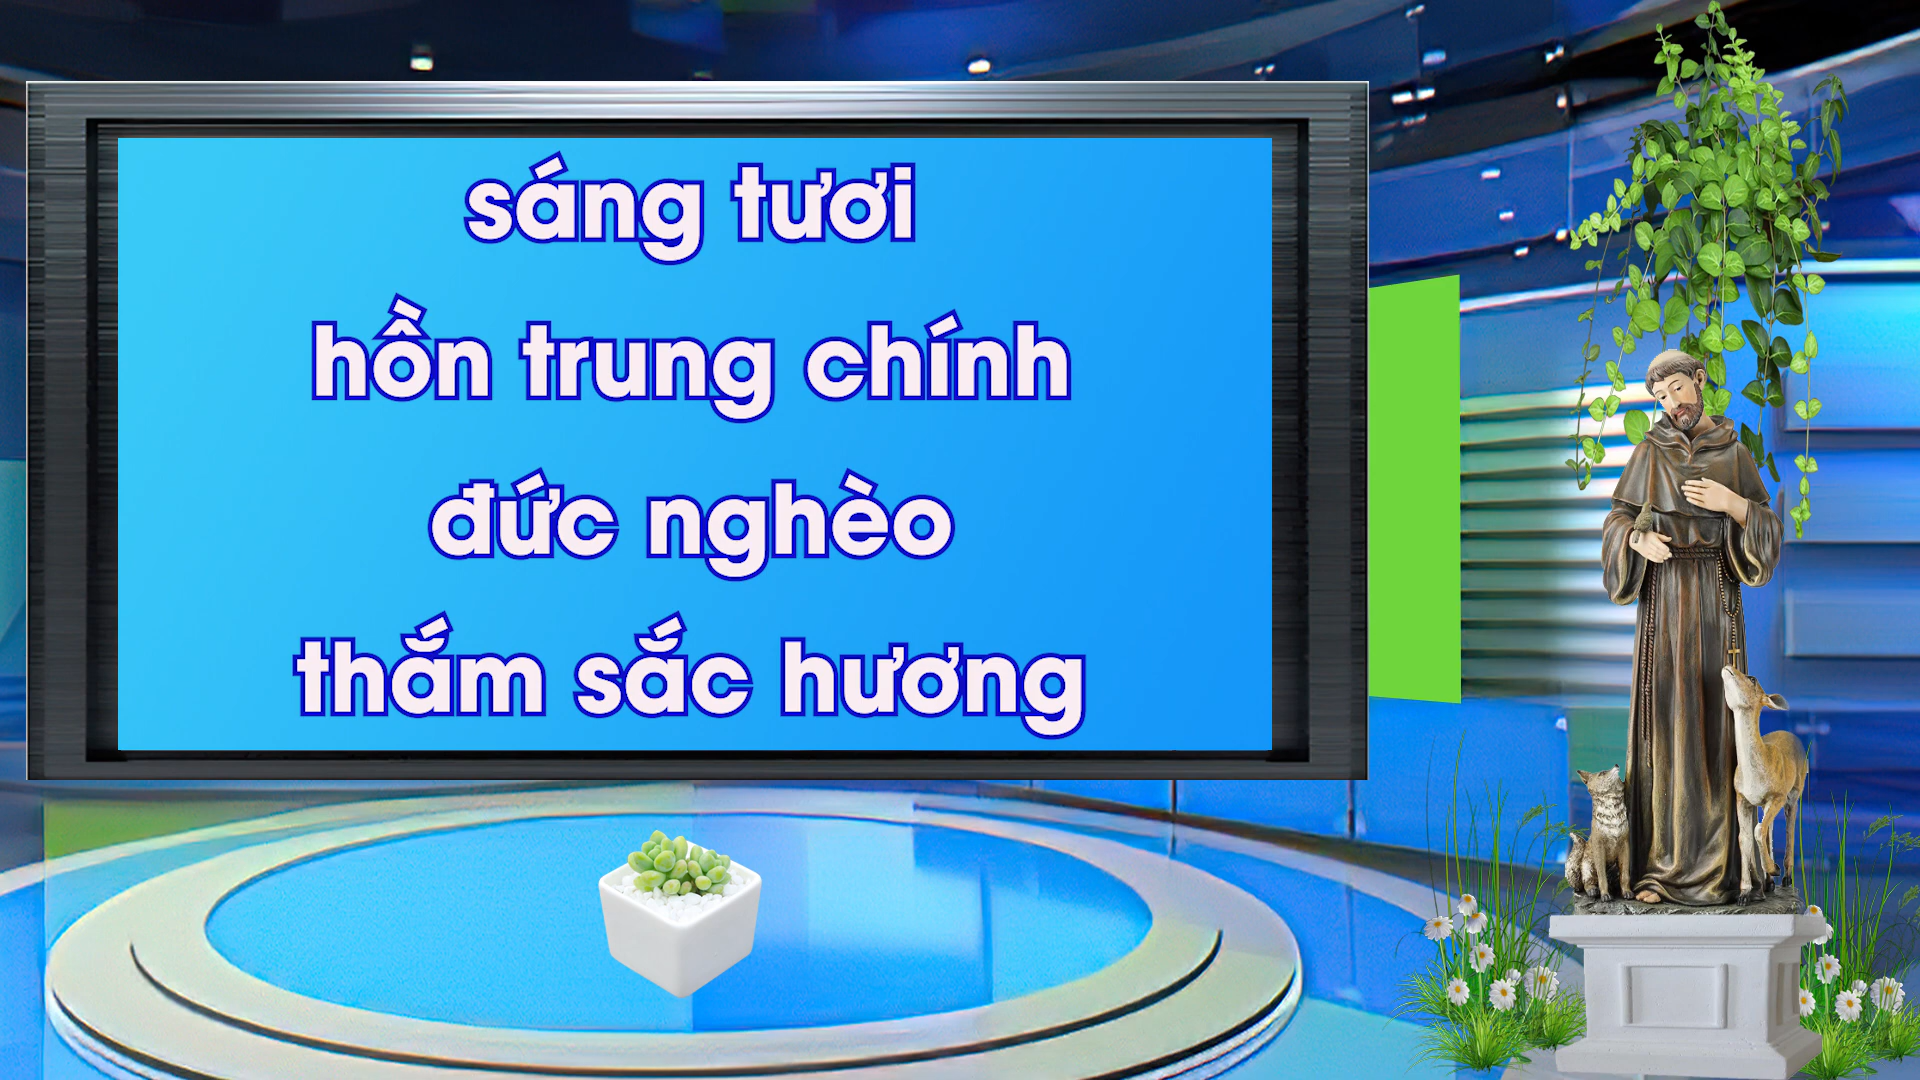 sáng tươi
hồn trung chính
đức nghèo
thắm sắc hương